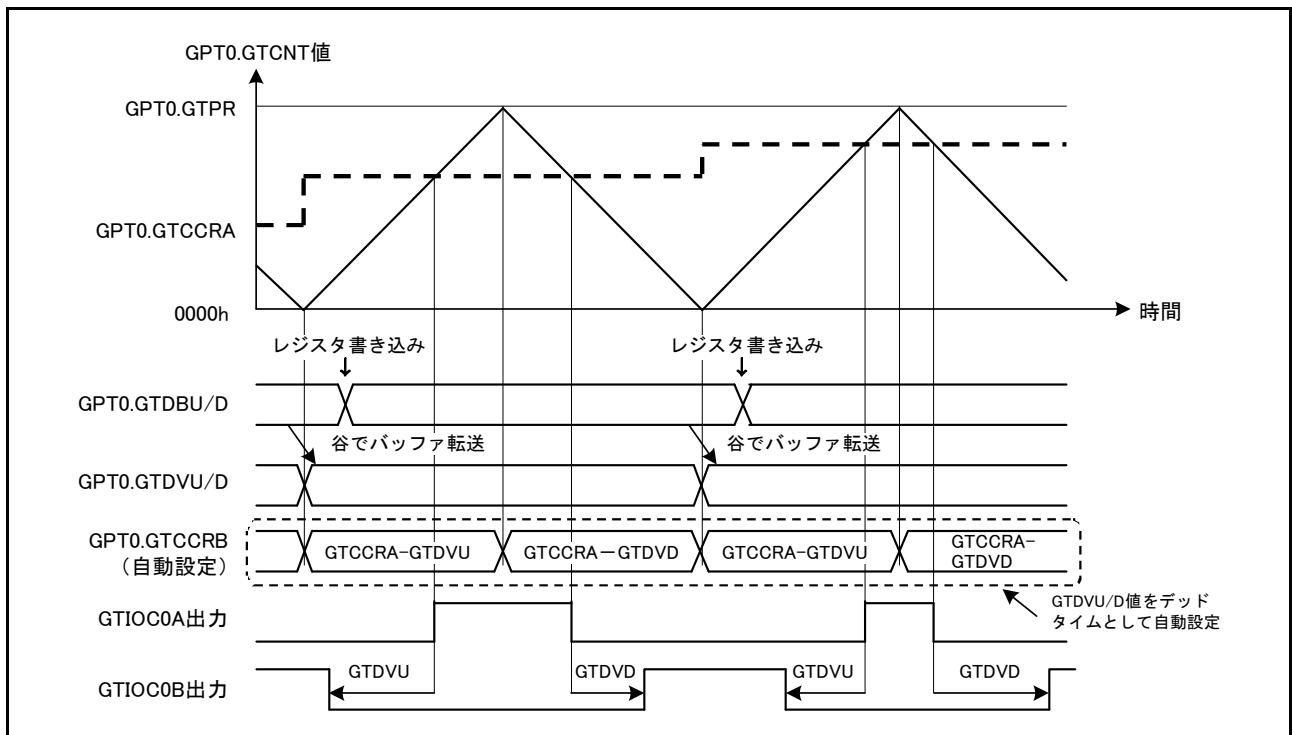 GPT0.GTCNT値
GPT0.GTPR
GPT0.GTCCRA
0000h
時間
レジスタ書き込み
レジスタ書き込み
GPT0.GTDBU/D
谷でバッファ転送
谷でバッファ転送
GPT0.GTDVU/D
GPT0.GTCCRB
（自動設定）
GTCCRA-GTDVU
GTCCRA－GTDVD
GTCCRA-GTDVU
GTCCRA-
GTDVD
GTDVU/D値をデッド
タイムとして自動設定
GTIOC0A出力
GTIOC0B出力
GTDVU
GTDVD
GTDVU
GTDVD